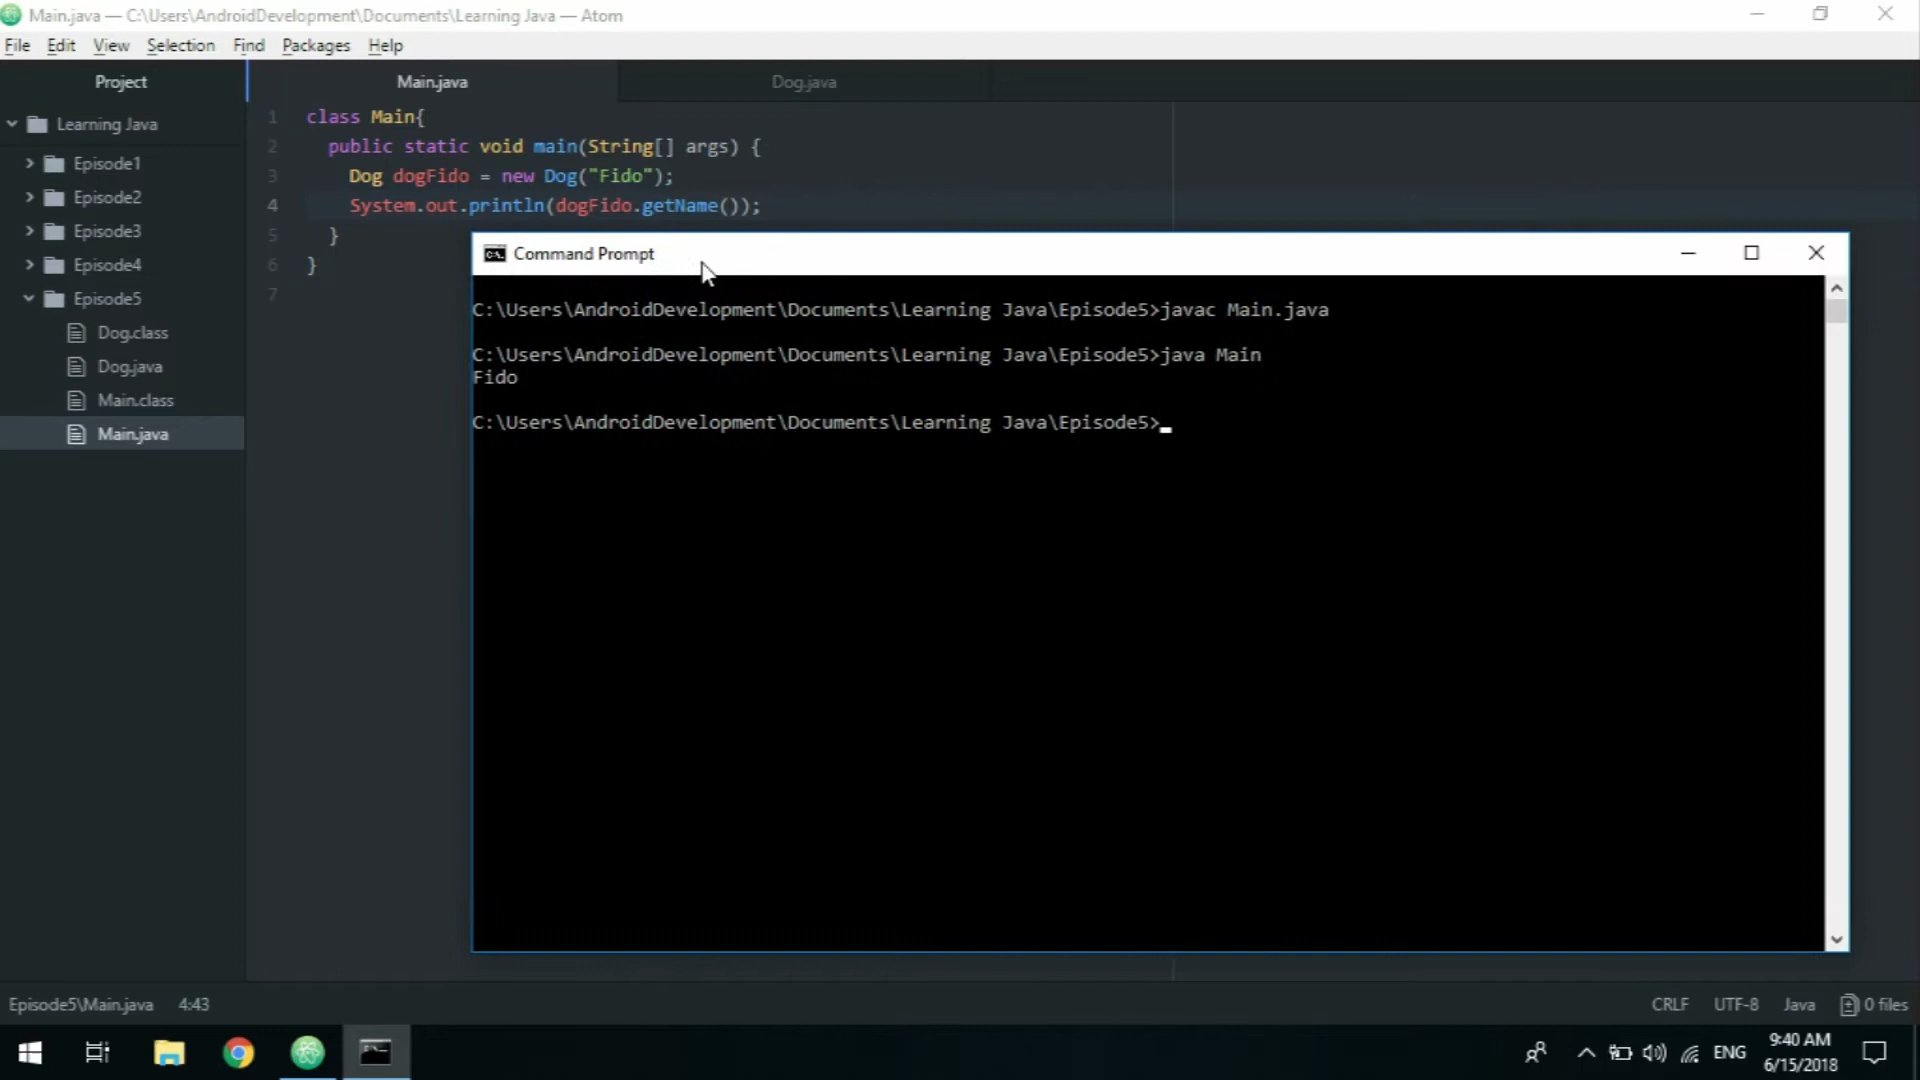 Main.java — C:\Users\AndroidDevelopment\Documents\Learning Java — Atom
File Edit View Selection Find Packages Help
Project
Main.java
Dog.java
Learning Java
Episode1
Episode2
Episode3
Episode4
Episode5
Dog.class
Dog.java
Main.class
Main.java
1 class Main{
2 public static void main(String[] args) {
3 Dog dogFido = new Dog("Fido");
4 System.out.println(dogFido.getName());
5 }
6 }
7
Command Prompt
C:\Users\AndroidDevelopment\Documents\Learning Java\Episode5>javac Main.java
C:\Users\AndroidDevelopment\Documents\Learning Java\Episode5>java Main
Fido
C:\Users\AndroidDevelopment\Documents\Learning Java\Episode5>
Episode5\Main.java 4:43
CRLF UTF-8 Java 0 files
ENG
9:40 AM
6/15/2018